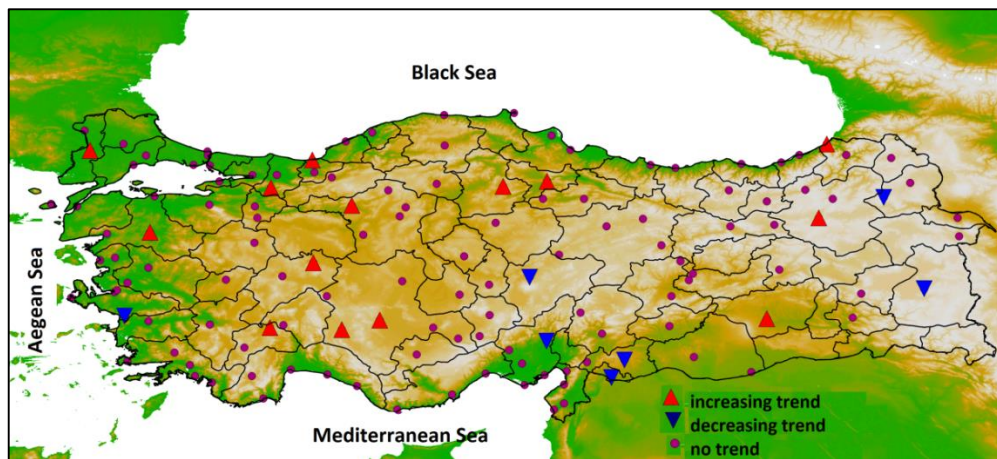 Black Sea
Aegean Sea
Mediterranean Sea
increasing trend
decreasing trend
no trend